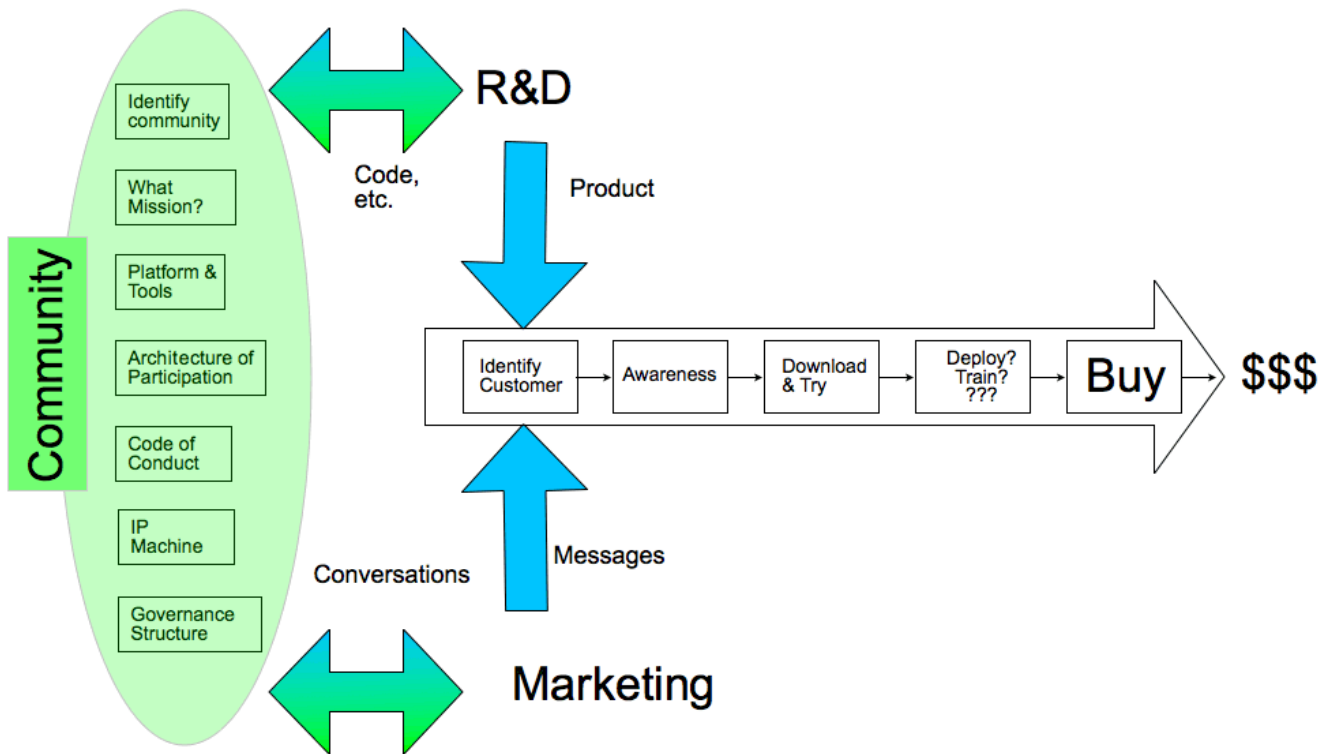 Community
Identify
community
What
Mission?
Platform &
Tools
Architecture of
Participation
Code of
Conduct
IP
Machine
Governance
Structure
R&D
Code,
etc.
Product
Identify
Customer
Awareness
Download
& Try
Deploy?
Train?
???
Buy
$$$
Messages
Conversations
Marketing